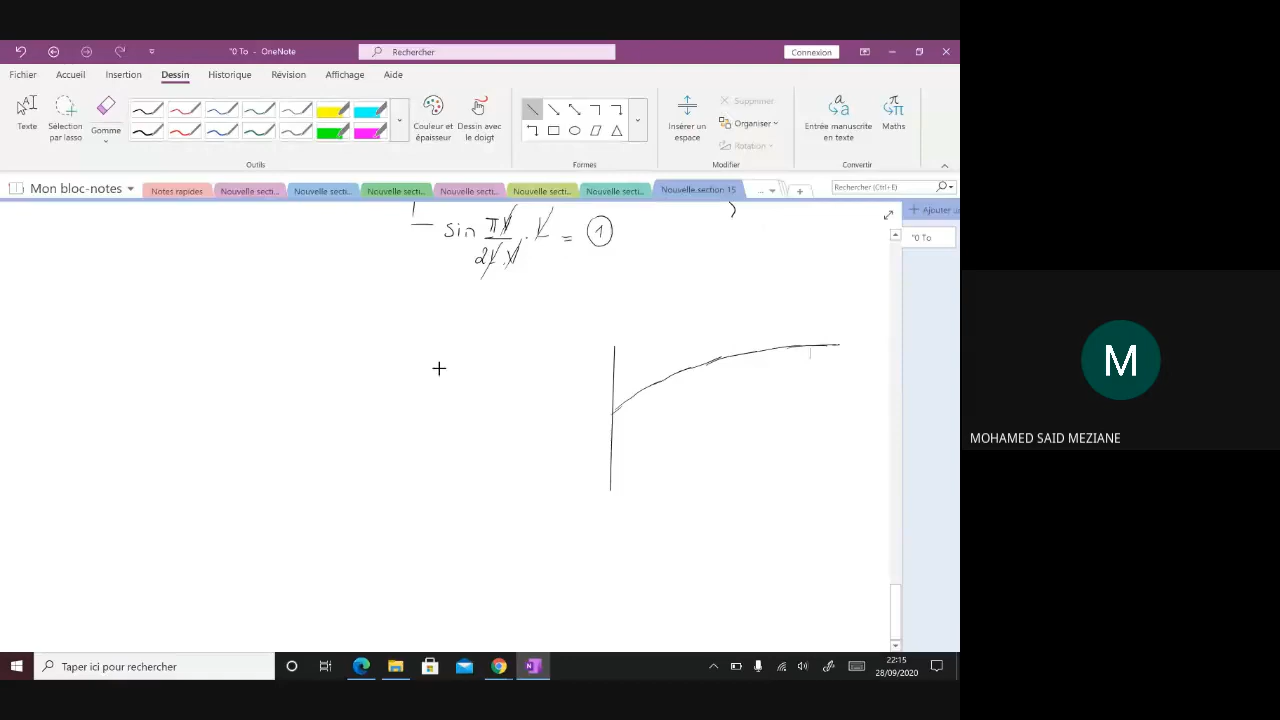 "0 To - OneNote
Rechercher
Connexion
Fichier Accueil Insertion Dessin Historique Révision Affichage Aide
Texte
Sélection par lasso
Gomme
Couleur et épaisseur
Dessin avec le doigt
Insérer un espace
Supprimer
Organiser
Rotation
Entrée manuscrite en texte
Maths
Outils
Formes
Modifier
Convertir
Mon bloc-notes
Notes rapides
Nouvelle secti...
Nouvelle secti...
Nouvelle secti...
Nouvelle secti...
Nouvelle secti...
Nouvelle secti...
Nouvelle section 15
...
Rechercher (Ctrl+E)
Ajouter u
"0 To
sin
= 1
M
MOHAMED SAID MEZIANE
Taper ici pour rechercher
22:15
28/09/2020